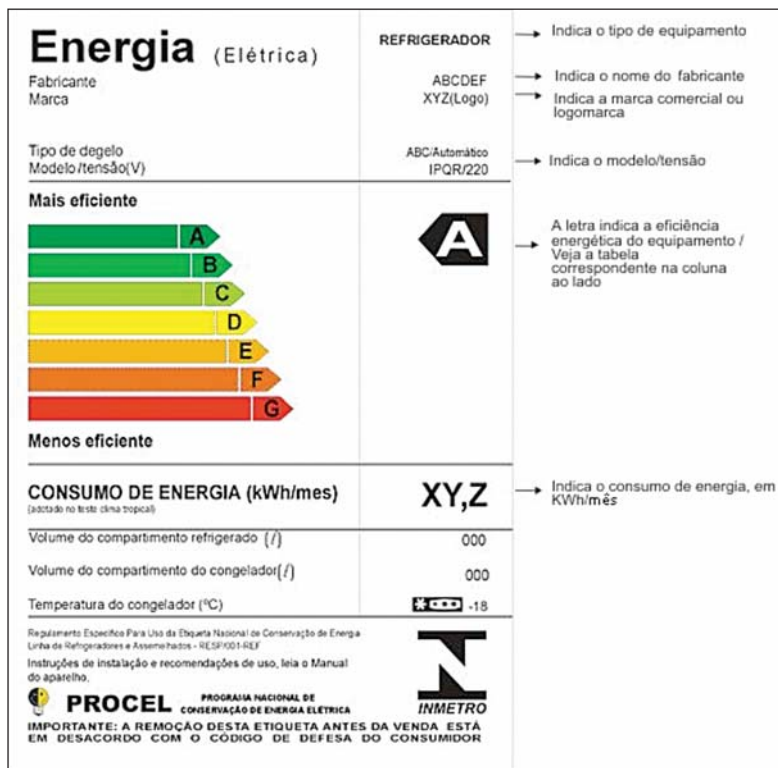 Energia (Elétrica) REFRIGERADOR Indica o tipo de equipamento
Fabricante ABCDEF Indica o nome do fabricante
Marca XYZ(Logo) Indica a marca comercial ou
logomarca
Tipo de degelo ABC/Automático
Modelo/tensão(V) IPQR/220 Indica o modelo/tensão
Mais eficiente
A
B
C
D
E
F
G
A
A letra indica a eficiência
energética do equipamento /
Veja a tabela
correspondente na coluna
ao lado
Menos eficiente
CONSUMO DE ENERGIA (kWh/mes) XY,Z Indica o consumo de energia, em
(adotado no teste clima tropical) KWh/mês
Volume do compartimento refrigerado (l) 000
Volume do compartimento do congelador(l) 000
Temperatura do congelador (ºC) -18
Regulamento Específico Para Uso da Etiqueta Nacional de Conservação de Energia
Linha de Refrigeradores e Assemelhados - RESP/001-REF
Instruções de instalação e recomendações de uso, leia o Manual
do aparelho.
PROCEL PROGRAMA NACIONAL DE
CONSERVAÇÃO DE ENERGIA ELÉTRICA
INMETRO
IMPORTANTE: A REMOÇÃO DESTA ETIQUETA ANTES DA VENDA ESTÁ
EM DESACORDO COM O CÓDIGO DE DEFESA DO CONSUMIDOR